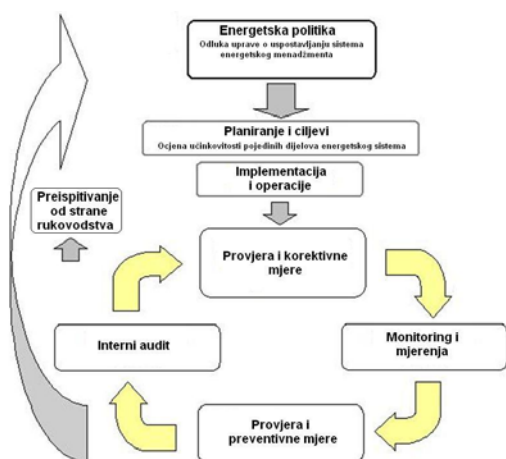 Energetska politika
Odluka uprave o uspostavljanju sistema
energetskog menadžmenta
Planiranje i ciljevi
Ocjena učinkovitosti pojedinih dijelova energetskog sistema
Implementacija
i operacije
Preispitivanje
od strane
rukovodstva
Provjera i korektivne
mjere
Interni audit
Monitoring i
mjerenja
Provjera i
preventivne mjere